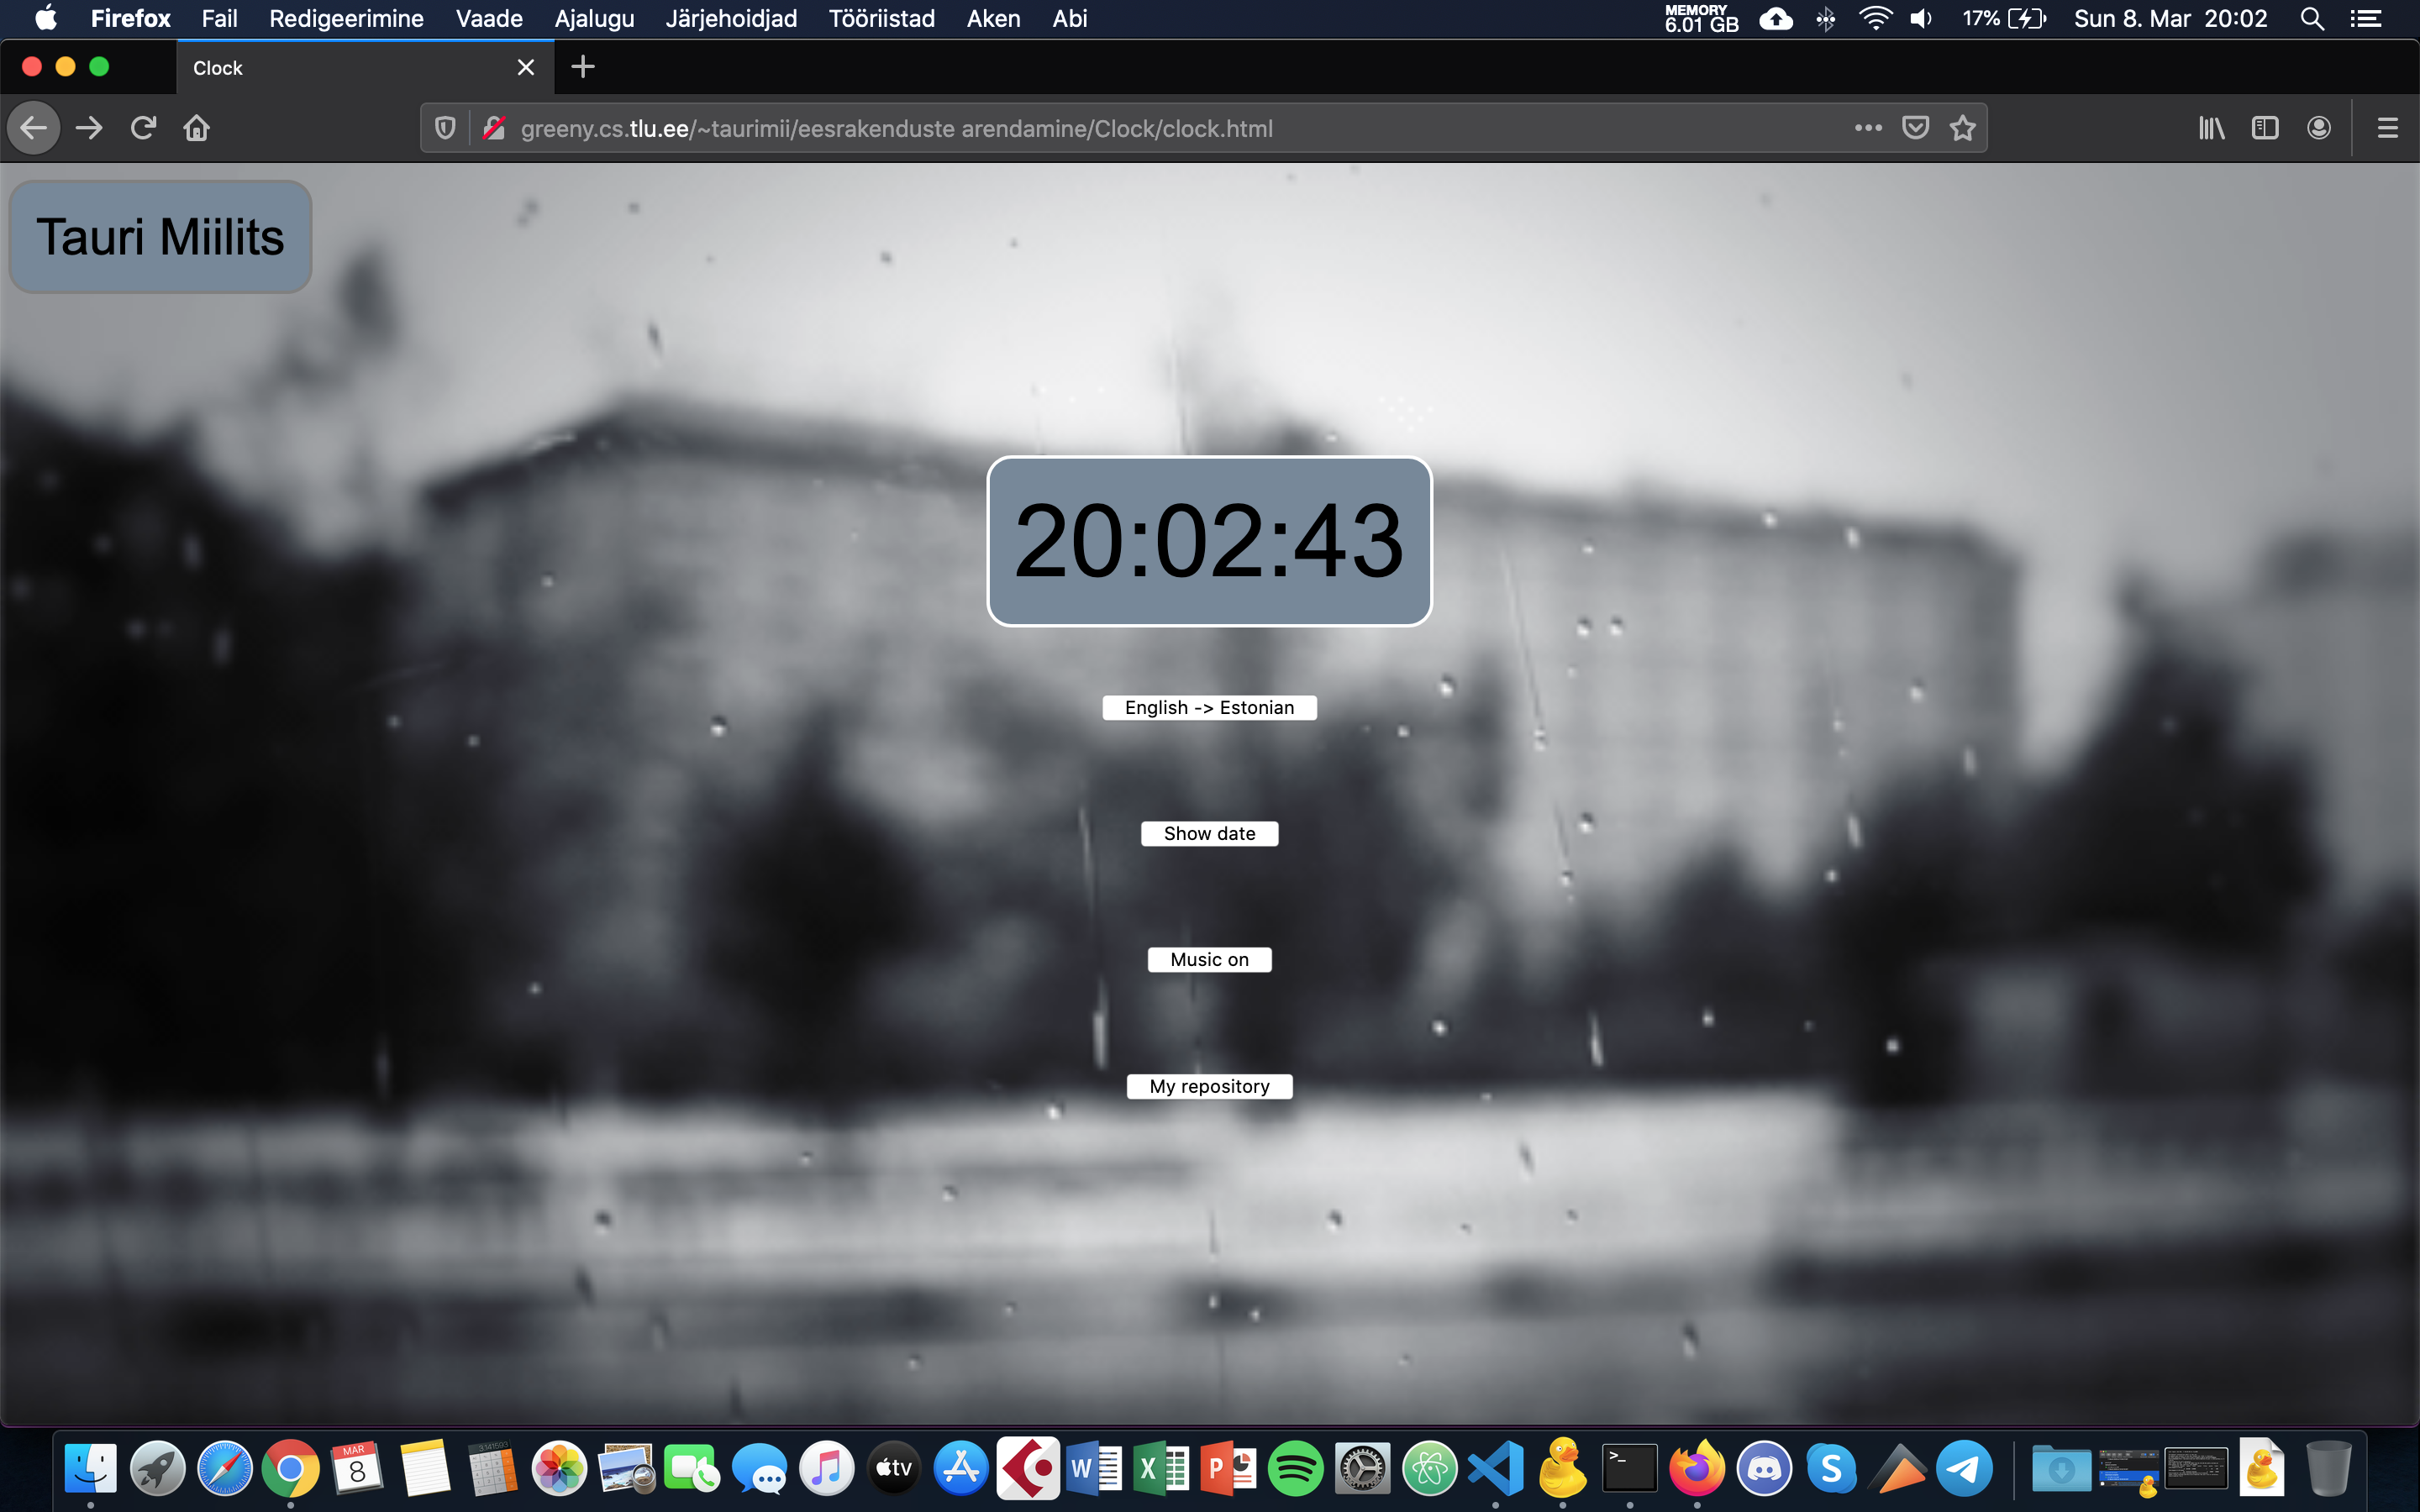 Firefox Fail Redigeerimine Vaade Ajalugu Järjehoidjad Tööriistad Aken Abi MEMORY 6.01 GB 17% Sun 8. Mar 20:02
Clock
greeny.cs.tlu.ee/~taurimii/eesrakenduste arendamine/Clock/clock.html
Tauri Miilits
20:02:43
English -> Estonian
Show date
Music on
My repository
MAR
8
tv
W
X
P
>_
S